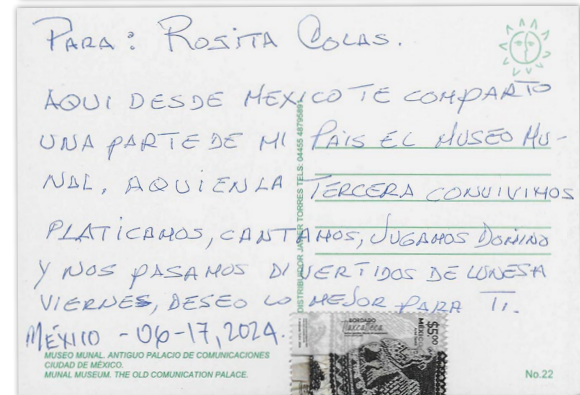 PARA: ROSITA COLAS.
AQUI DESDE MEXICO TE COMPARTO
UNA PARTE DE MI PAIS EL MUSEO MU-
NAL, AQUI EN LA TERCERA CONVIVIMOS
PLATICAMOS, CANTAMOS, JUGAMOS DOMINO
Y NOS PASAMOS DIVERTIDOS DE LUNES A
VIERNES, DESEO LO MEJOR PARA TI.
MÉXICO - 06-17, 2024.
DISTRIBUIDOR JAVIER TORRES TELS: 04455 48795891
BORDADO
$5.00
MÉXICO
MUSEO MUNAL. ANTIGUO PALACIO DE COMUNICACIONES
CIUDAD DE MÉXICO.
MUNAL MUSEUM. THE OLD COMUNICATION PALACE.
No.22